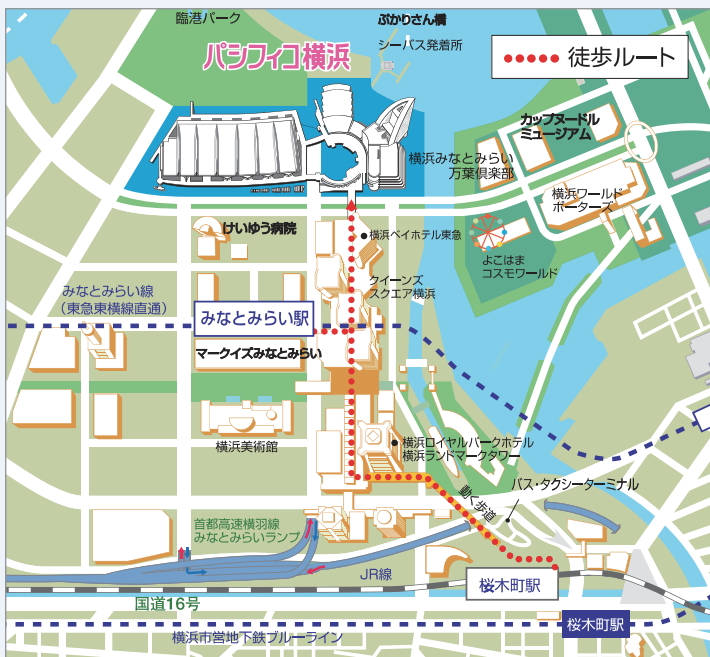 臨港パーク
ぷかりさん橋
シーバス発着所
パシフィコ横浜
徒歩ルート
カップヌードル
ミュージアム
横浜みなとみらい
万葉倶楽部
横浜ワールド
ポーターズ
けいゆう病院
横浜ベイホテル東急
よこはま
コスモワールド
クイーンズ
スクエア横浜
みなとみらい線
（東急東横線直通）
みなとみらい駅
マークイズみなとみらい
横浜美術館
横浜ロイヤルパークホテル
横浜ランドマークタワー
動く歩道
バス・タクシーターミナル
首都高速横羽線
みなとみらいランプ
JR線
桜木町駅
国道16号
横浜市営地下鉄ブルーライン
桜木町駅